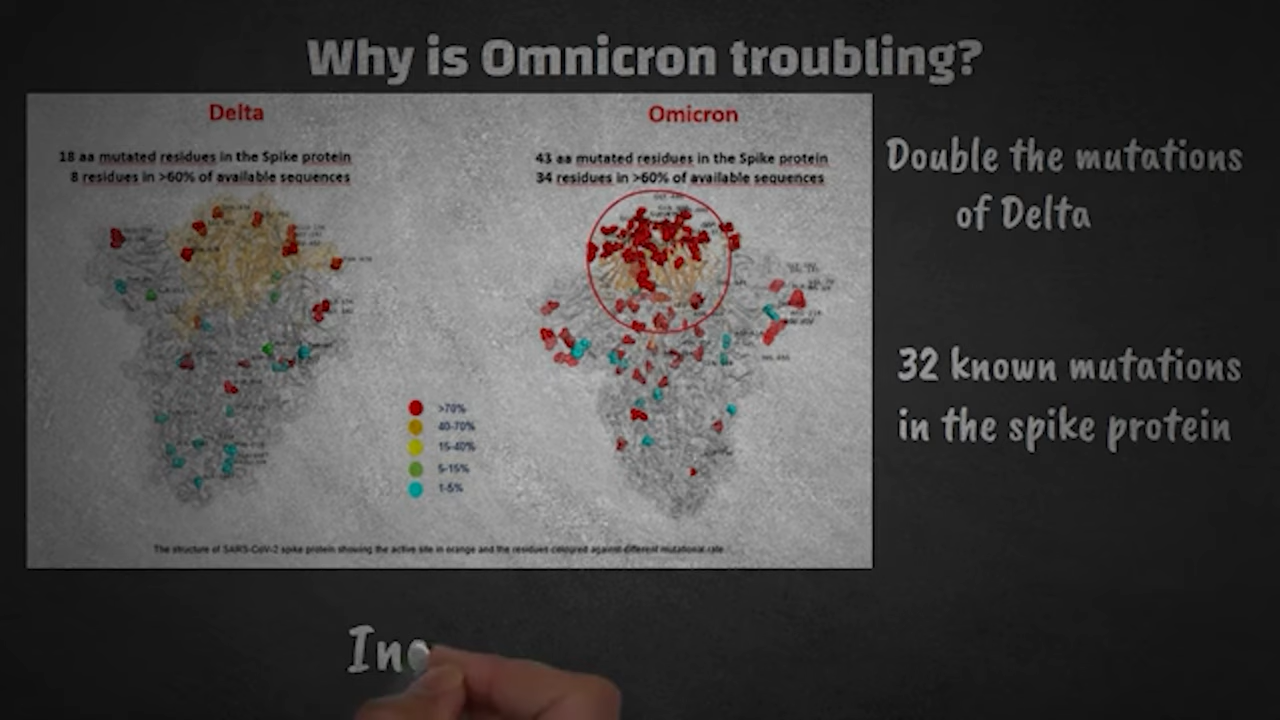 Why is Omnicron troubling?
Delta
18 aa mutated residues in the Spike protein
8 residues in >60% of available sequences
Omicron
43 aa mutated residues in the Spike protein
34 residues in >60% of available sequences
>70%
40-70%
15-40%
5-15%
1-5%
The structure of SARS-CoV-2 spike protein showing the active site in orange and the residues coloured against different mutational rate
Double the mutations
of Delta
32 known mutations
in the spike protein
In